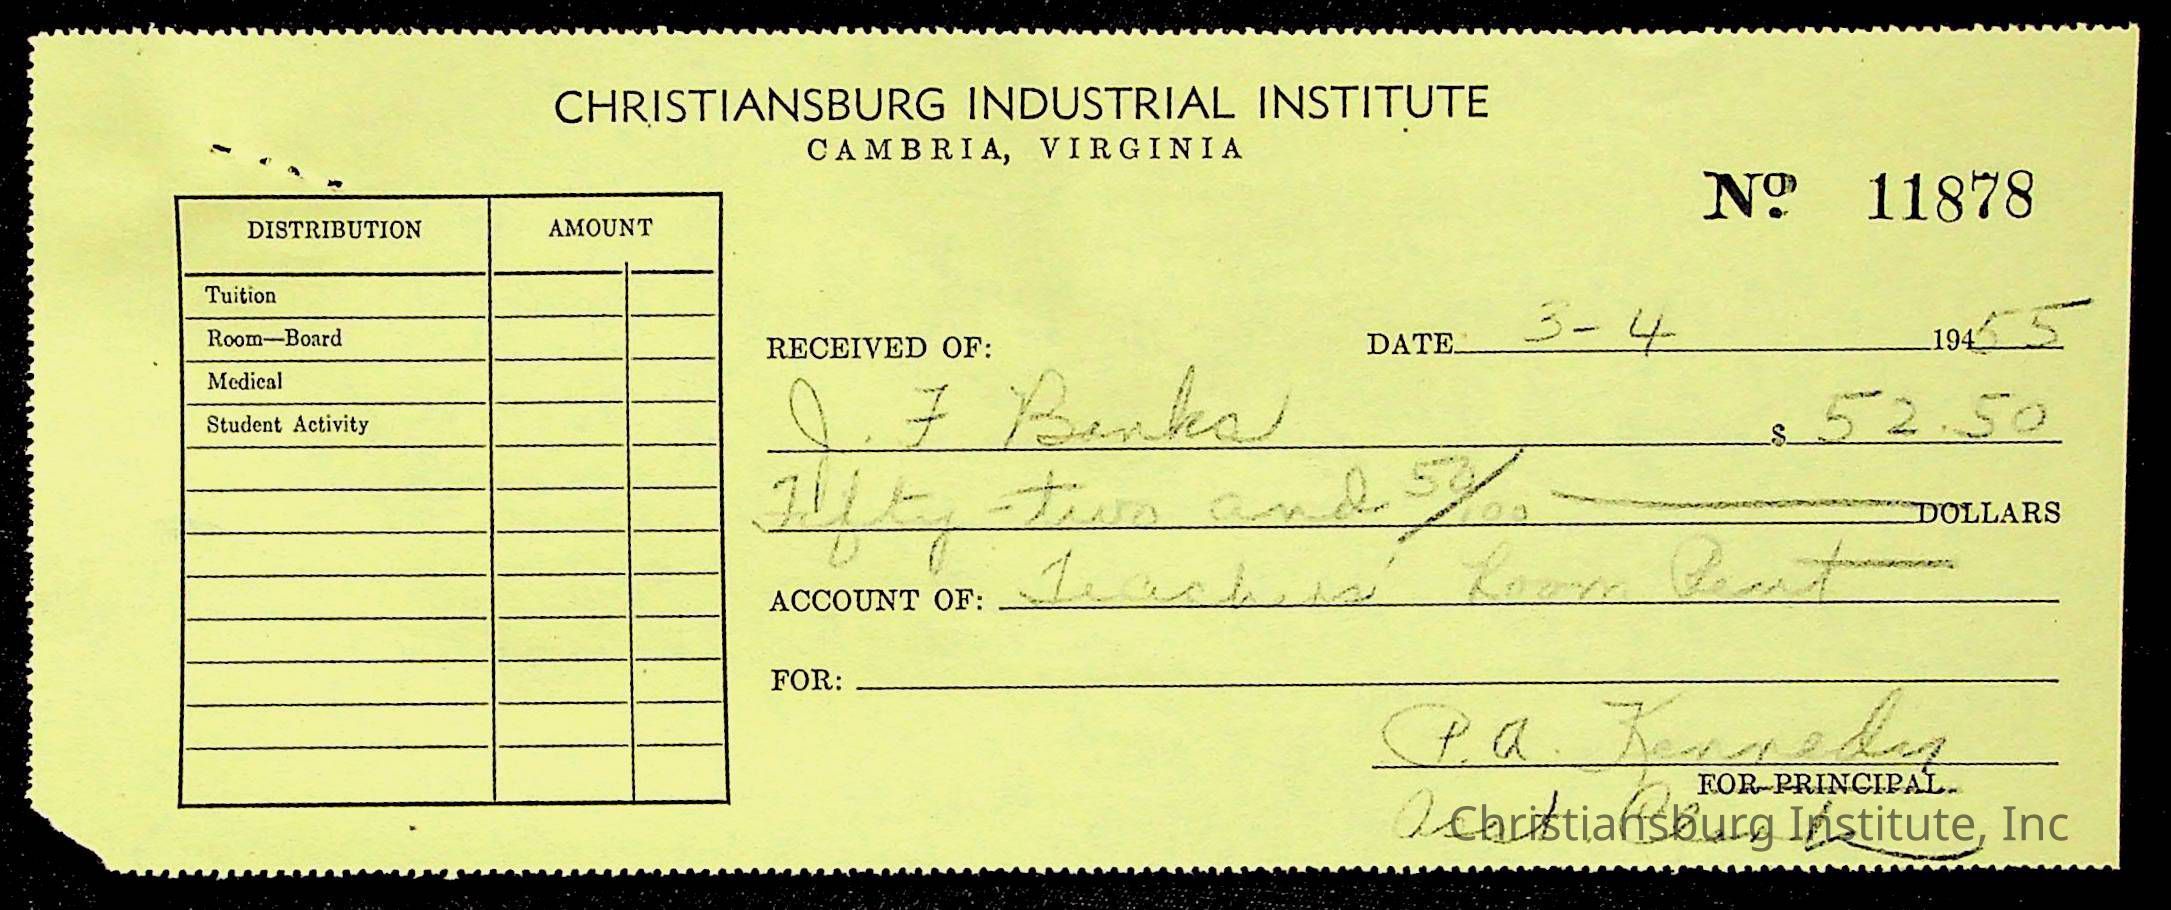 CHRISTIANSBURG INDUSTRIAL INSTITUTE
CAMBRIA, VIRGINIA
Nº 11878
DISTRIBUTION AMOUNT
Tuition
Room—Board
Medical
Student Activity
RECEIVED OF: DATE 3-4 19455
J. F Banks $ 52.50
Fifty-two and 50/100 DOLLARS
ACCOUNT OF: Teachers' Room Rent
FOR:
P. A. Kennedy
FOR PRINCIPAL
Christiansburg Institute, Inc